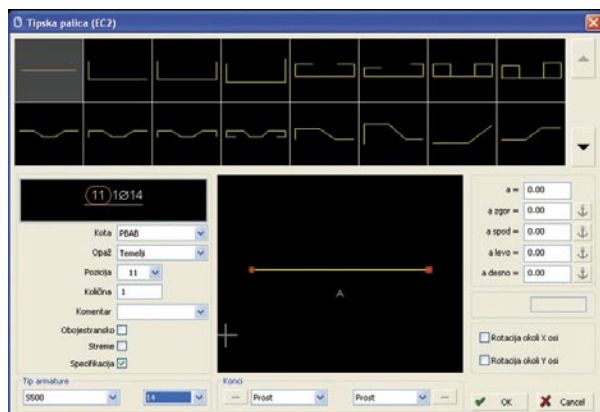 Tipska palica (EC2)
11 1Ø14
Kota PBAB
Opaž Temelji
Pozicija 11
Količina 1
Komentar
Obojestransko
Streme
Specifikacija
Tip armature
S500 14
A
Konci
Prost Prost
a = 0.00
a zgor = 0.00
a spod = 0.00
a levo = 0.00
a desno = 0.00
Rotacija okoli X osi
Rotacija okoli Y osi
OK Cancel